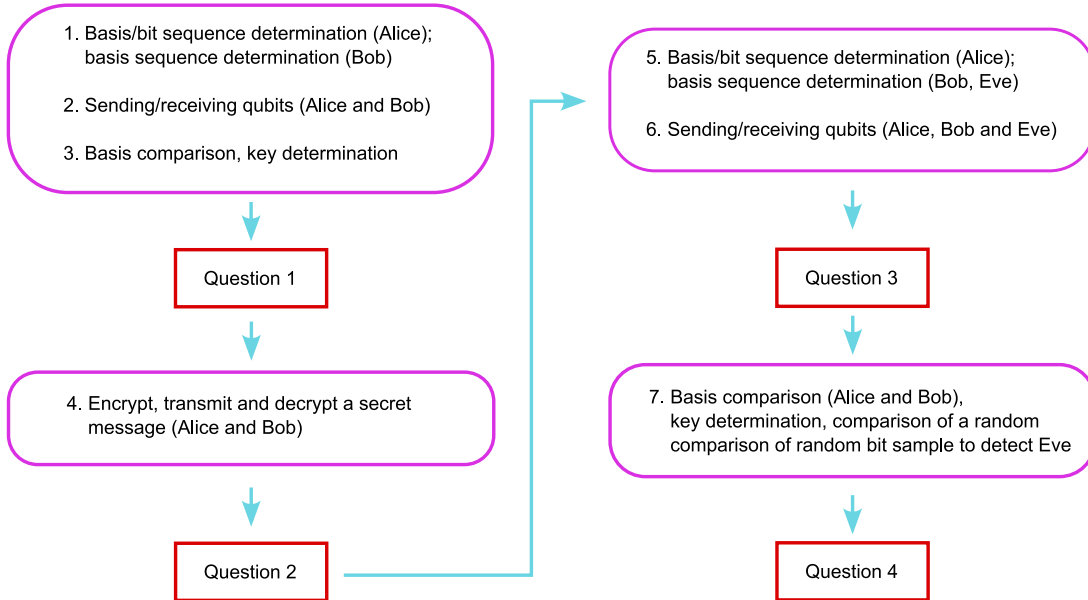 1. Basis/bit sequence determination (Alice);
basis sequence determination (Bob)
2. Sending/receiving qubits (Alice and Bob)
3. Basis comparison, key determination
Question 1
4. Encrypt, transmit and decrypt a secret
message (Alice and Bob)
Question 2
5. Basis/bit sequence determination (Alice);
basis sequence determination (Bob, Eve)
6. Sending/receiving qubits (Alice, Bob and Eve)
Question 3
7. Basis comparison (Alice and Bob),
key determination, comparison of a random
comparison of random bit sample to detect Eve
Question 4